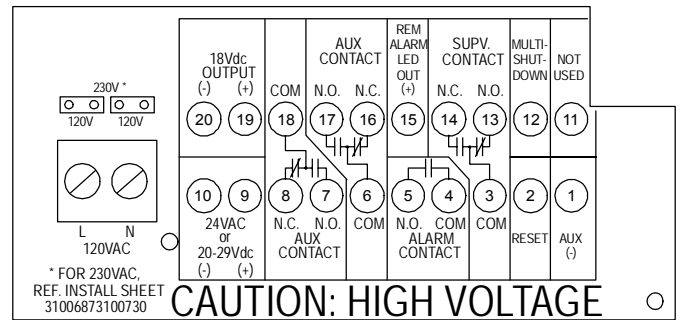 18Vdc
OUTPUT
(-) (+)
COM
AUX
CONTACT
N.O. N.C.
REM
ALARM
LED
OUT
(+)
SUPV.
CONTACT
N.C. N.O.
MULTI-
SHUT-
DOWN
NOT
USED
230V *
120V 120V
20 19 18 17 16 15 14 13 12 11
10 9 8 7 6 5 4 3 2 1
L N
120VAC
24VAC
or
20-29Vdc
(-) (+)
N.C. N.O.
AUX
CONTACT
COM
N.O. COM
ALARM
CONTACT
COM
RESET
AUX
(-)
* FOR 230VAC,
REF. INSTALL SHEET
31006873100730
CAUTION: HIGH VOLTAGE